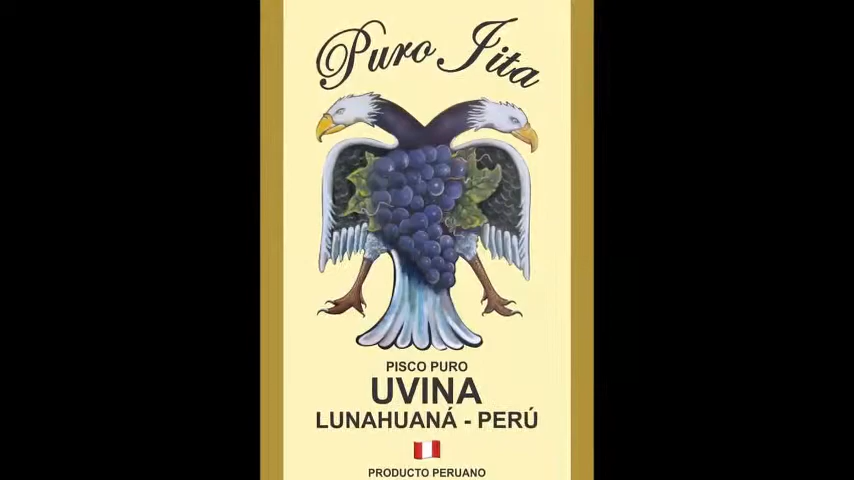 Puro Jita
PISCO PURO
UVINA
LUNAHUANÁ - PERÚ
PRODUCTO PERUANO